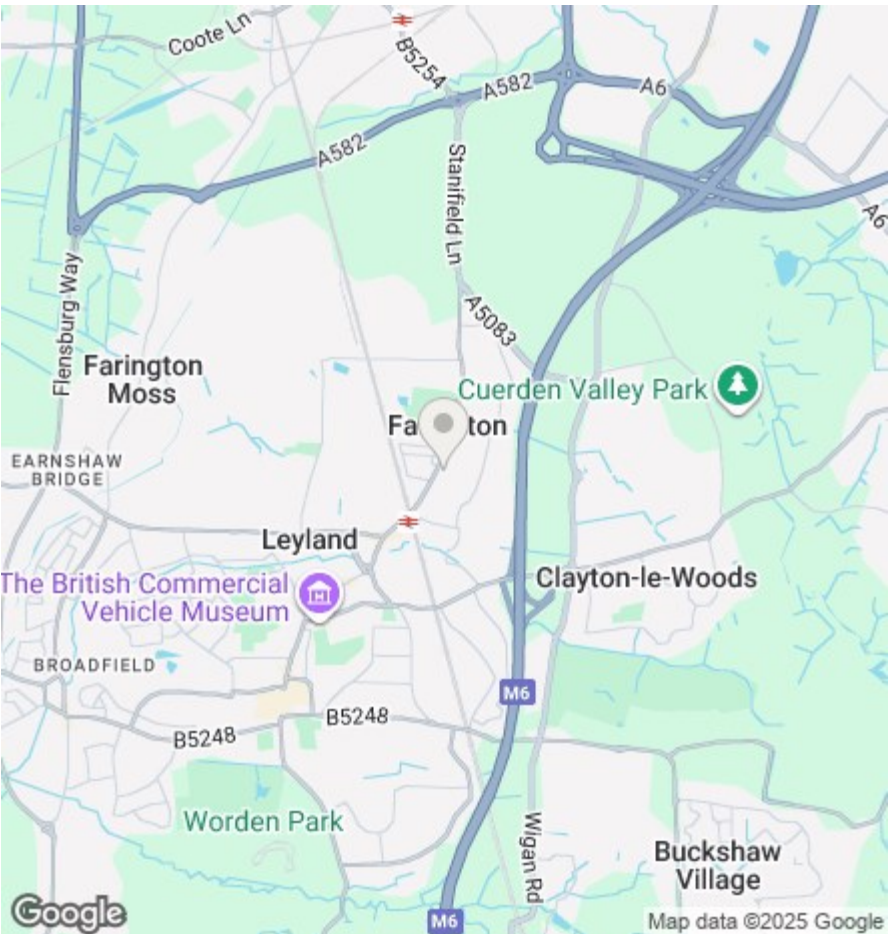 Coote Ln
B5254
A582
A6
A582
Stanifield Ln
A6
Flensburg Way
A5083
Farington
Moss
Cuerden Valley Park
Fa ton
EARNSHAW
BRIDGE
Leyland
The British Commercial
Vehicle Museum
Clayton-le-Woods
BROADFIELD
M6
B5248
B5248
Worden Park
Wigan Rd
Buckshaw
Village
Google
M6
Map data ©2025 Google